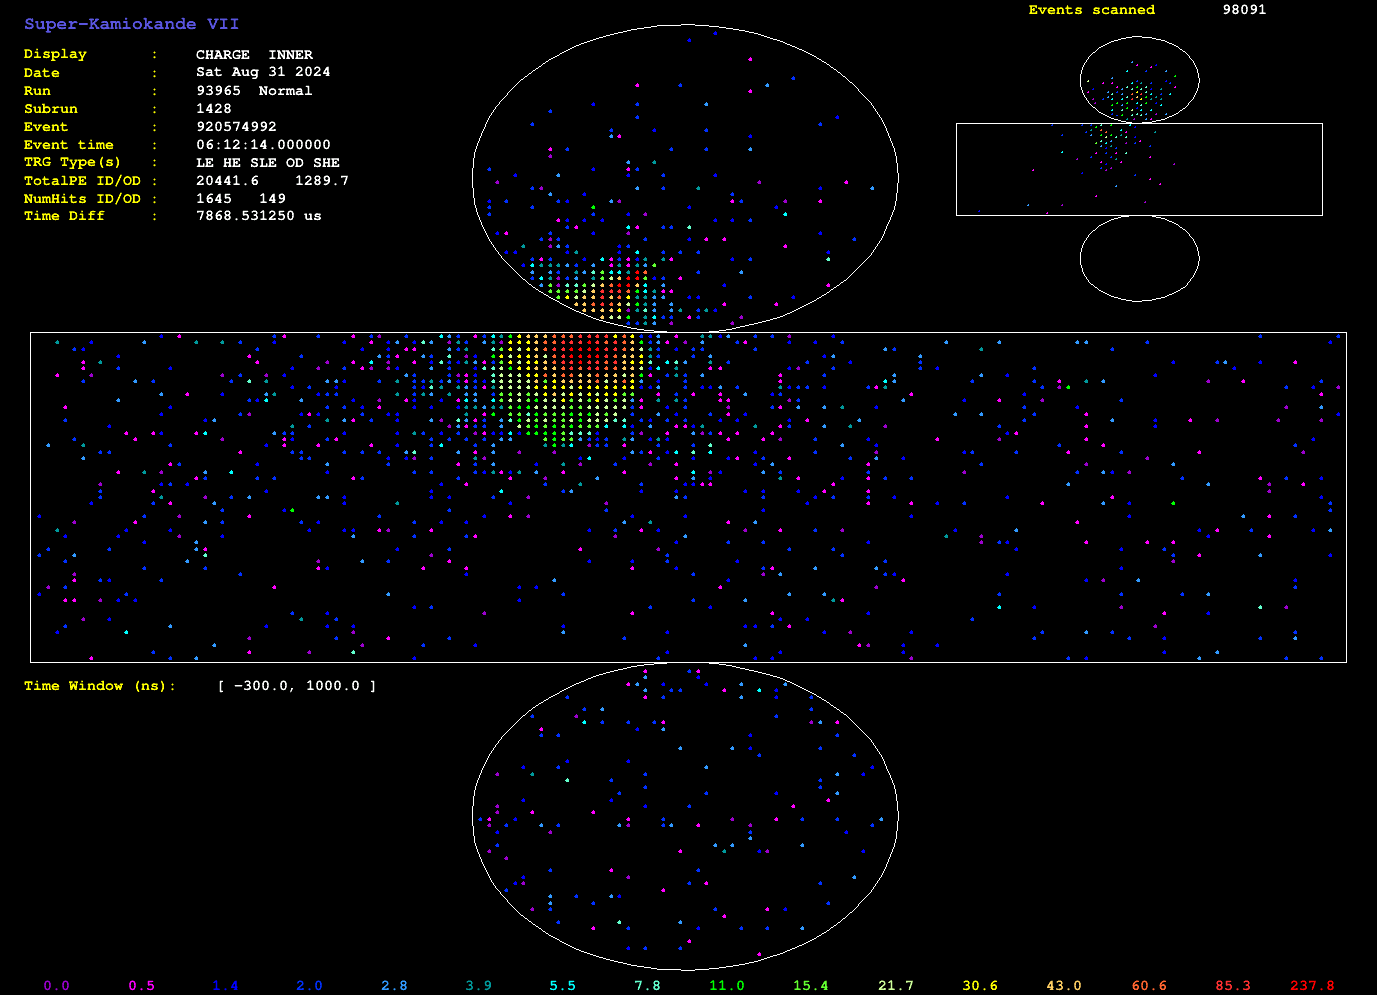 Super-Kamiokande VII
Events scanned 98091
Display : CHARGE INNER
Date : Sat Aug 31 2024
Run : 93965 Normal
Subrun : 1428
Event : 920574992
Event time : 06:12:14.000000
TRG Type(s) : LE HE SLE OD SHE
TotalPE ID/OD : 20441.6 1289.7
NumHits ID/OD : 1645 149
Time Diff : 7868.531250 us
Time Window (ns): [ -300.0, 1000.0 ]
0.0 0.5 1.4 2.0 2.8 3.9 5.5 7.8 11.0 15.4 21.7 30.6 43.0 60.6 85.3 237.8